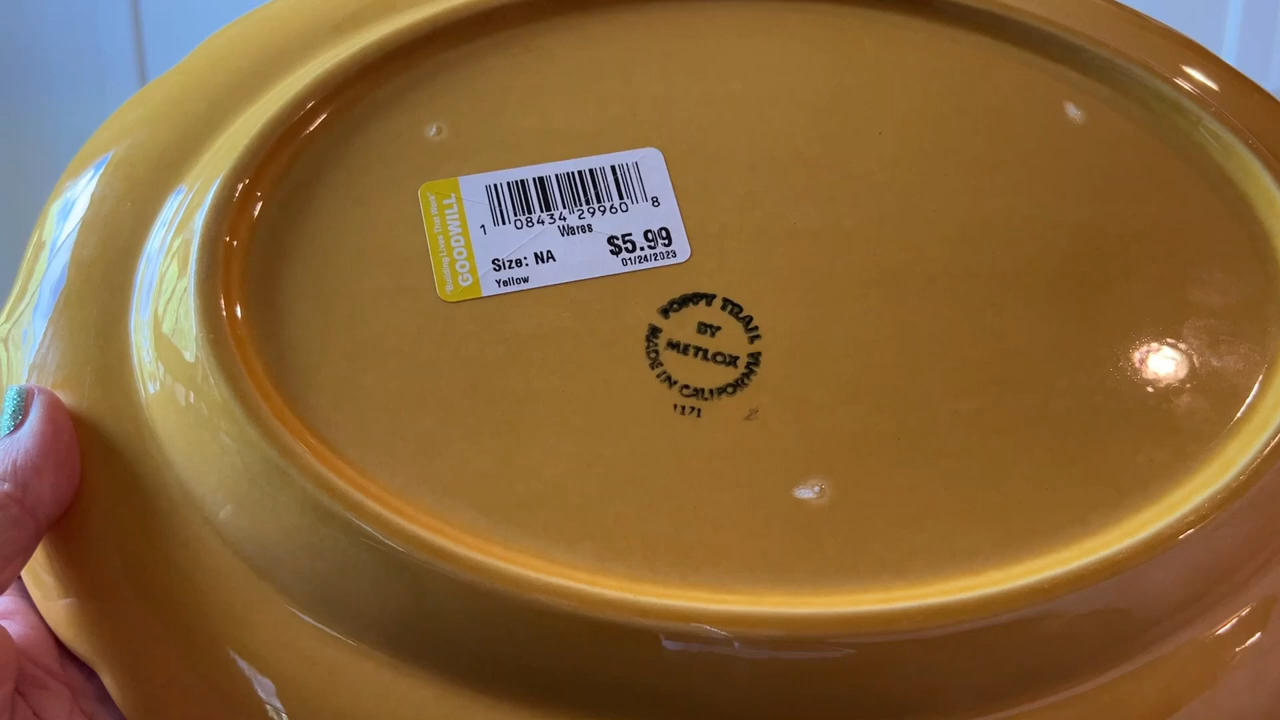 "Building Lives That Work"
GOODWILL
1 08434 29960 8
Wares
Size: NA
$5.99
01/24/2023
Yellow
POPPY TRAIL
BY
METLOX
MADE IN CALIFORNIA
1171